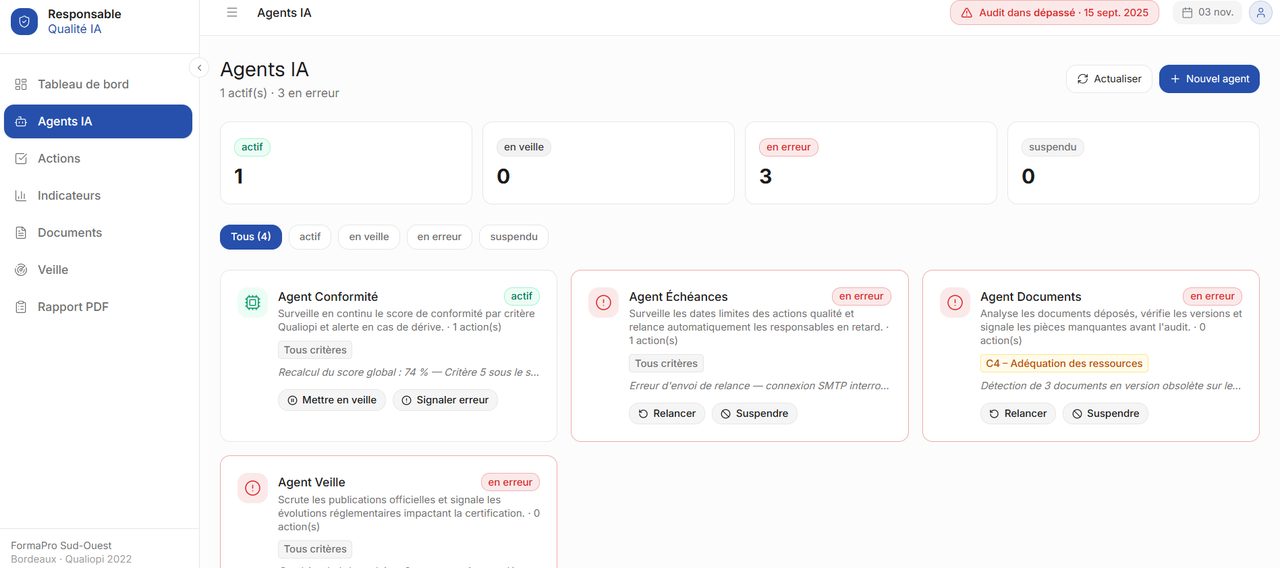 Responsable
Qualité IA
Agents IA
Audit dans dépassé · 15 sept. 2025
03 nov.
Tableau de bord
Agents IA
Actions
Indicateurs
Documents
Veille
Rapport PDF
FormaPro Sud-Ouest
Bordeaux · Qualiopi 2022
Agents IA
1 actif(s) · 3 en erreur
Actualiser
Nouvel agent
actif
1
en veille
0
en erreur
3
suspendu
0
Tous (4)
actif
en veille
en erreur
suspendu
Agent Conformité
actif
Surveille en continu le score de conformité par critère
Qualiopi et alerte en cas de dérive. · 1 action(s)
Tous critères
Recalcul du score global : 74 % — Critère 5 sous le s...
Mettre en veille
Signaler erreur
Agent Échéances
en erreur
Surveille les dates limites des actions qualité et
relance automatiquement les responsables en retard. ·
1 action(s)
Tous critères
Erreur d'envoi de relance — connexion SMTP interro...
Relancer
Suspendre
Agent Documents
en erreur
Analyse les documents déposés, vérifie les versions et
signale les pièces manquantes avant l'audit. · 0
action(s)
C4 – Adéquation des ressources
Détection de 3 documents en version obsolète sur le...
Relancer
Suspendre
Agent Veille
en erreur
Scrute les publications officielles et signale les
évolutions réglementaires impactant la certification. · 0
action(s)
Tous critères